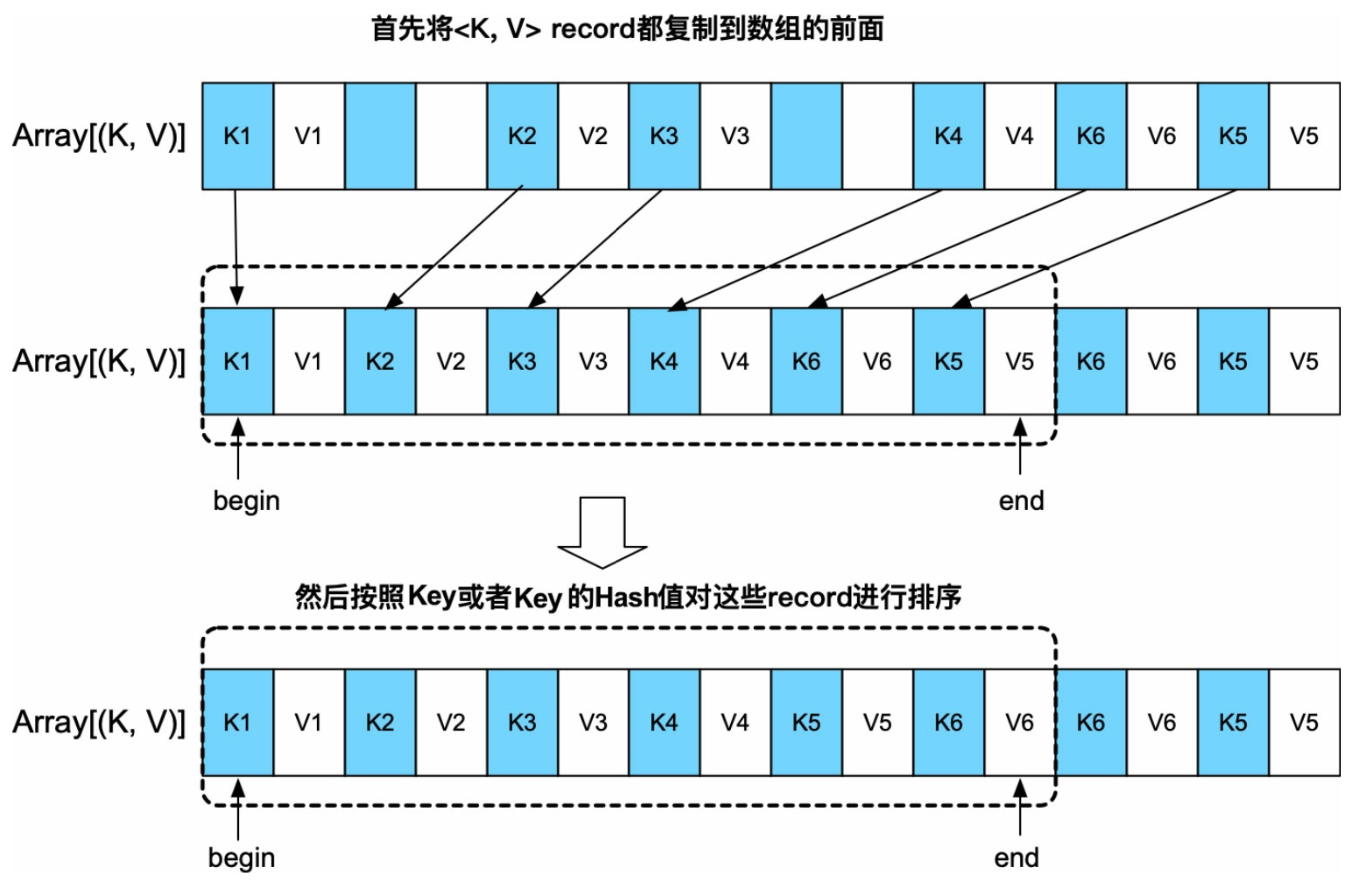 首先将<K, V> record都复制到数组的前面
Array[(K, V)] K1 V1 K2 V2 K3 V3 K4 V4 K6 V6 K5 V5
Array[(K, V)] K1 V1 K2 V2 K3 V3 K4 V4 K6 V6 K5 V5 K6 V6 K5 V5
begin end
然后按照Key或者Key的Hash值对这些record进行排序
Array[(K, V)] K1 V1 K2 V2 K3 V3 K4 V4 K5 V5 K6 V6 K6 V6 K5 V5
begin end